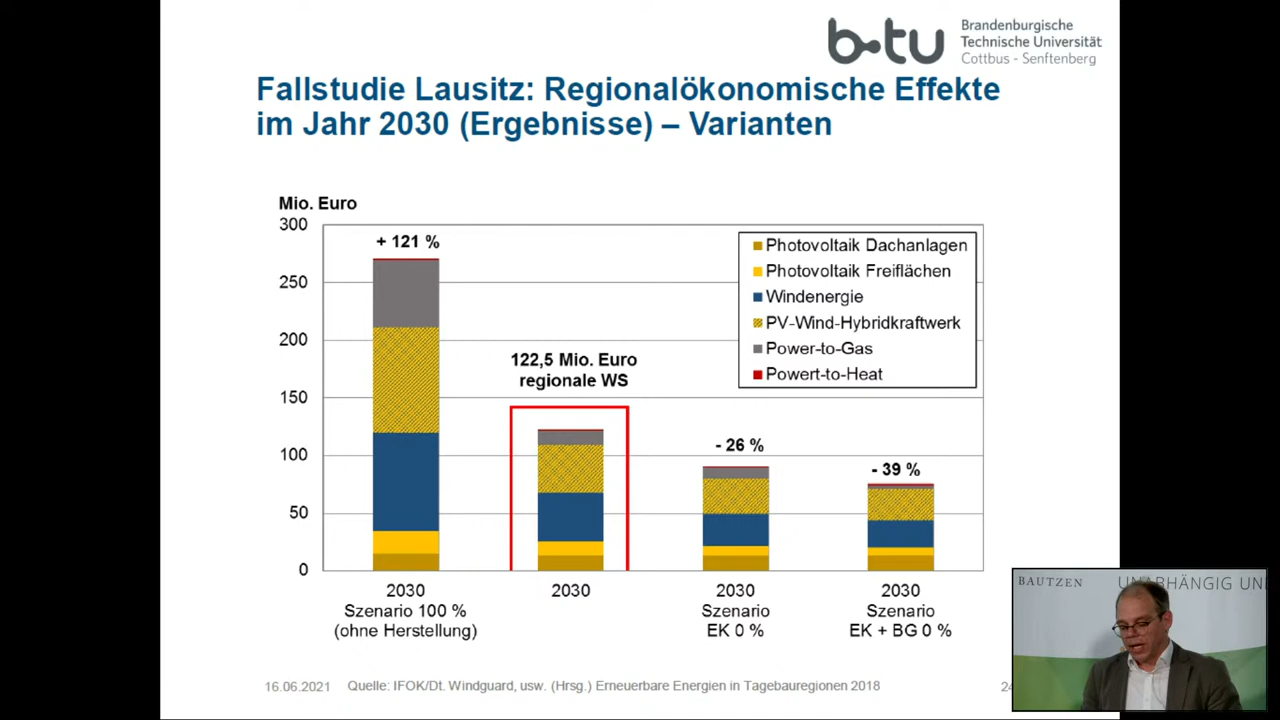 b-tu
Brandenburgische
Technische Universität
Cottbus - Senftenberg
Fallstudie Lausitz: Regionalökonomische Effekte
im Jahr 2030 (Ergebnisse) – Varianten
Mio. Euro
300
250
200
150
100
50
0
+ 121 %
122,5 Mio. Euro
regionale WS
- 26 %
- 39 %
Photovoltaik Dachanlagen
Photovoltaik Freiflächen
Windenergie
PV-Wind-Hybridkraftwerk
Power-to-Gas
Powert-to-Heat
2030
Szenario 100 %
(ohne Herstellung)
2030
2030
Szenario
EK 0 %
2030
Szenario
EK + BG 0 %
BAUTZEN
UNABHÄNGIG UN
16.06.2021
Quelle: IFOK/Dt. Windguard, usw. (Hrsg.) Erneuerbare Energien in Tagebauregionen 2018